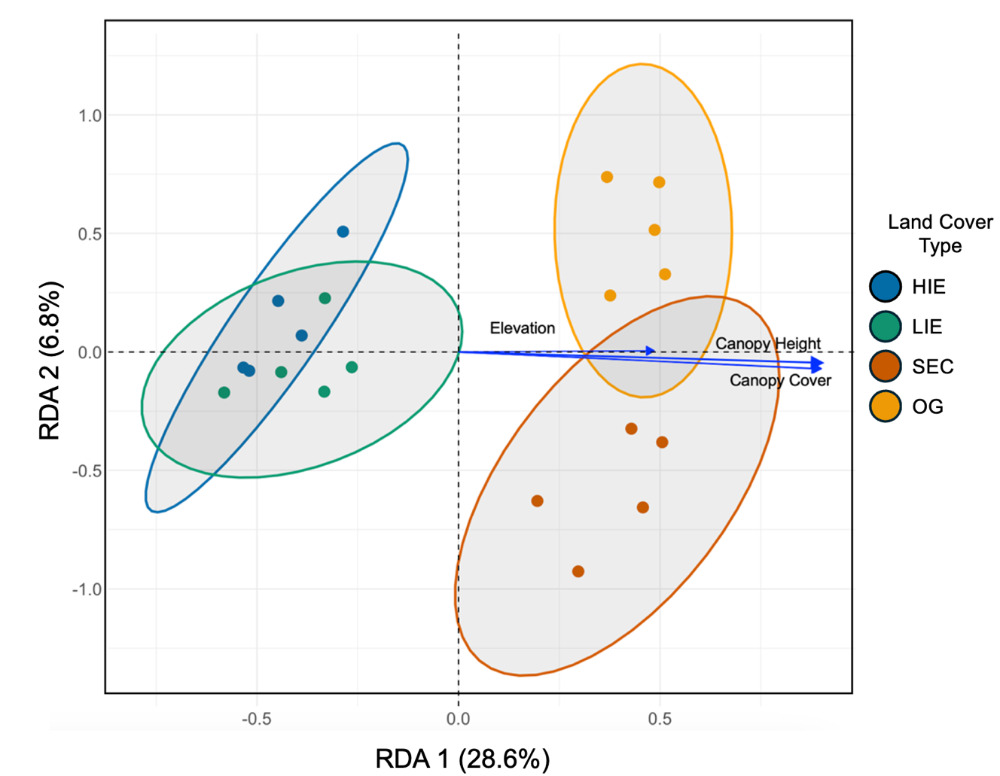 1.0
0.5
0.0
-0.5
-1.0
RDA 2 (6.8%)
Elevation
Canopy Height
Canopy Cover
-0.5
0.0
0.5
RDA 1 (28.6%)
Land Cover
Type
HIE
LIE
SEC
OG